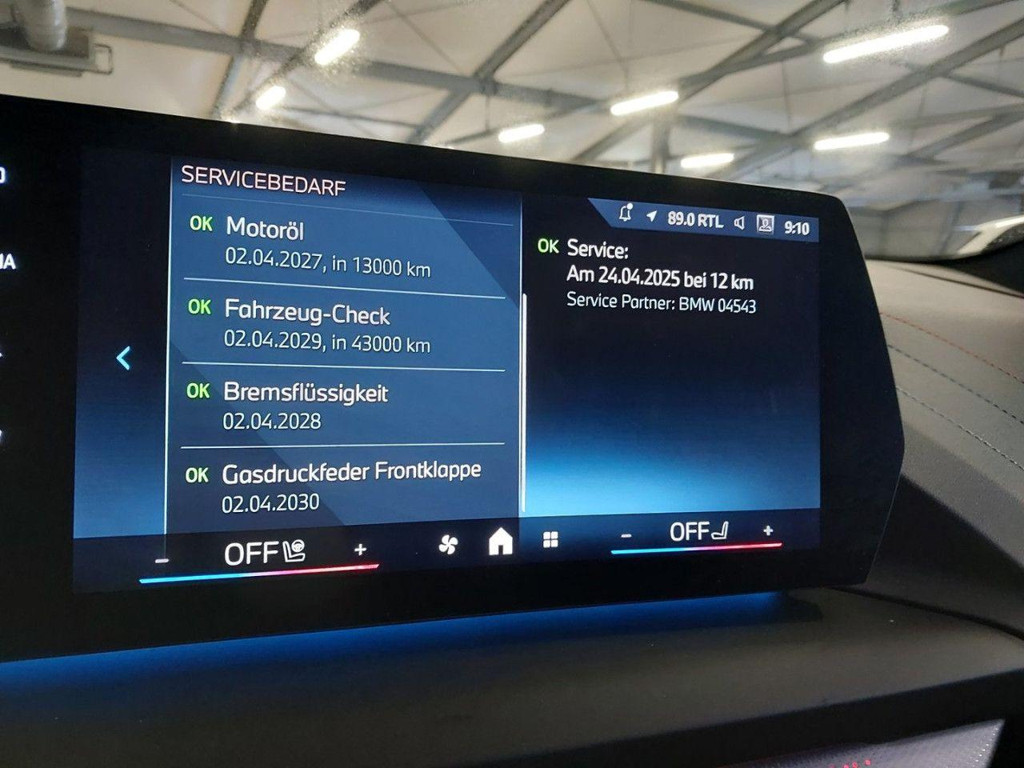 SERVICEBEDARF
OK Motoröl
02.04.2027, in 13000 km
OK Fahrzeug-Check
02.04.2029, in 43000 km
OK Bremsflüssigkeit
02.04.2028
OK Gasdruckfeder Frontklappe
02.04.2030
89.0 RTL 9:10
OK Service:
Am 24.04.2025 bei 12 km
Service Partner: BMW 04543
- OFF +
- OFF +